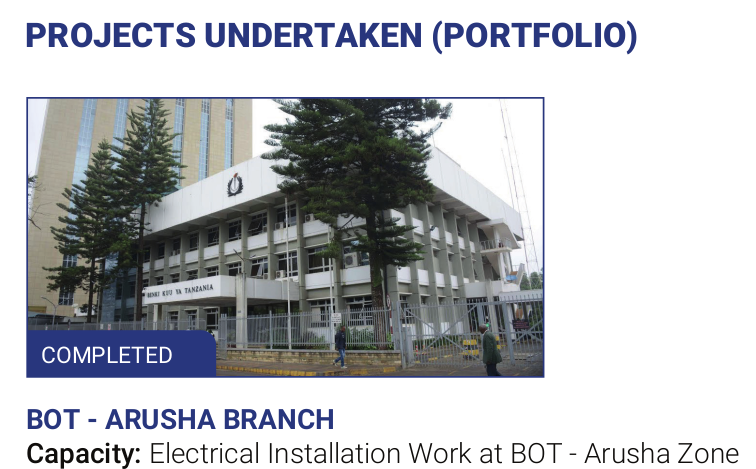 PROJECTS UNDERTAKEN (PORTFOLIO)
BENKI KUU YA TANZANIA
COMPLETED
BOT - ARUSHA BRANCH
Capacity: Electrical Installation Work at BOT - Arusha Zone